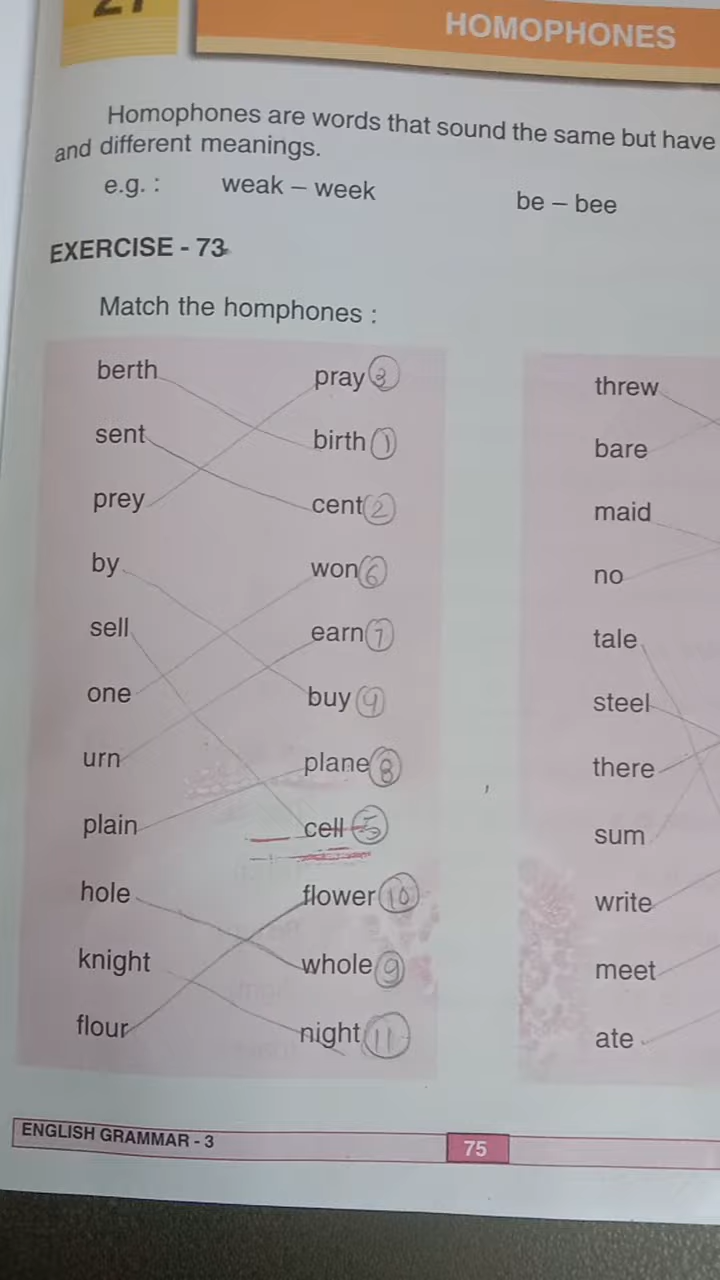 HOMOPHONES
Homophones are words that sound the same but have
and different meanings.
e.g. : weak – week be – bee
EXERCISE - 73
Match the homphones :
berth pray 3 threw
sent birth 1 bare
prey cent 2 maid
by won 6 no
sell earn 7 tale
one buy 4 steel
urn plane 8 there
plain cell 5 sum
hole flower 10 write
knight whole 9 meet
flour night 11 ate
ENGLISH GRAMMAR - 3 75